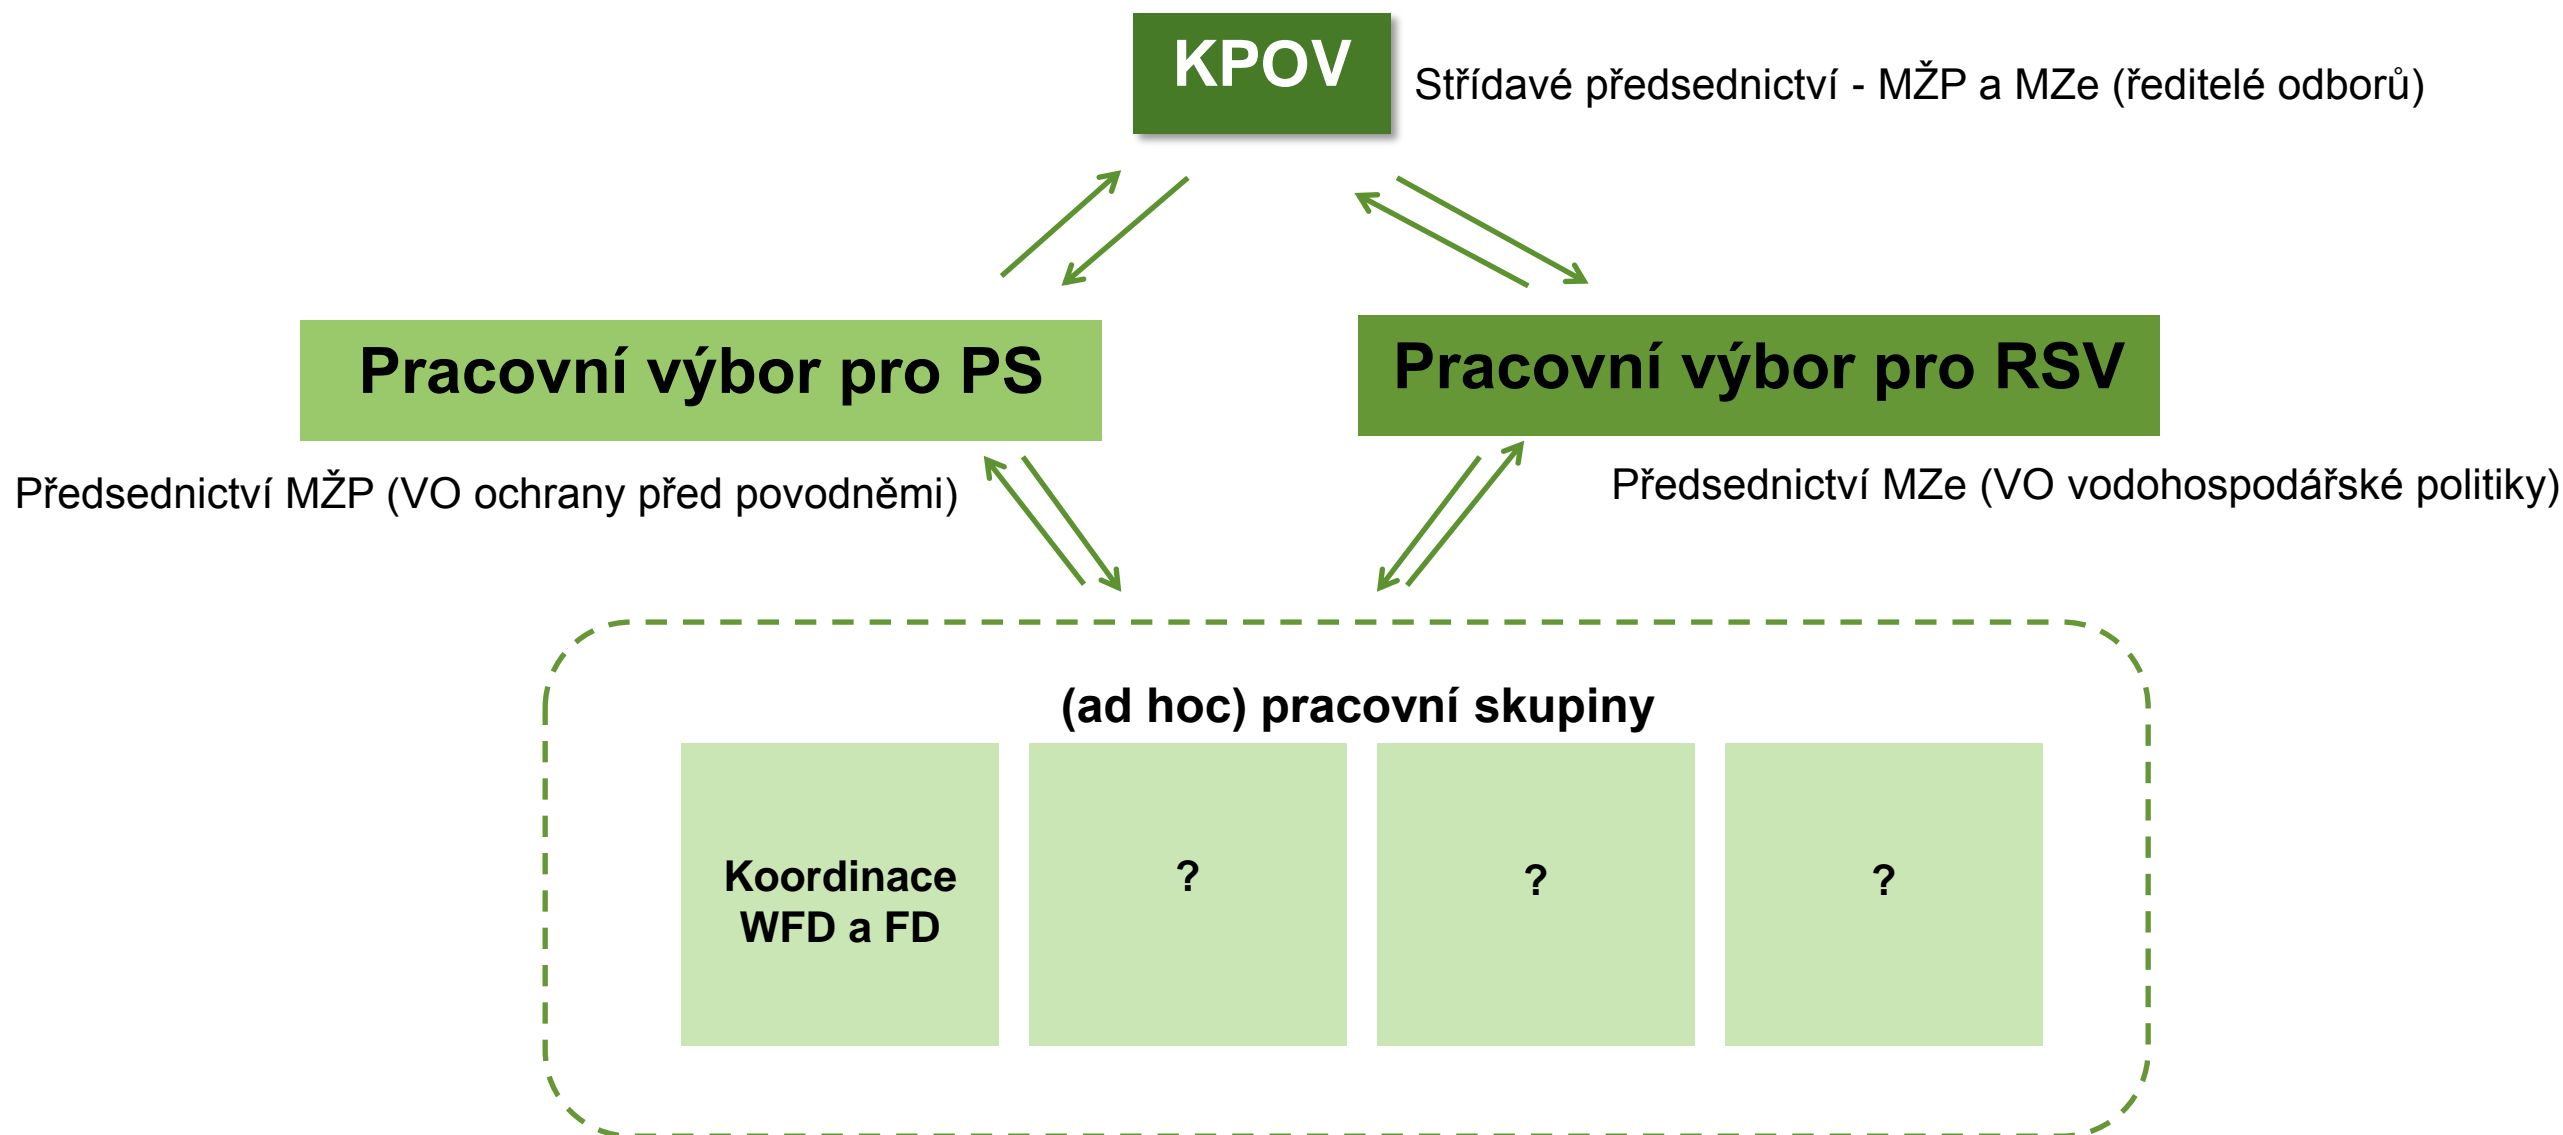 KPOV
Střídavé předsednictví - MŽP a MZe (ředitelé odborů)
Pracovní výbor pro PS
Pracovní výbor pro RSV
Předsednictví MŽP (VO ochrany před povodněmi)
Předsednictví MZe (VO vodohospodářské politiky)
(ad hoc) pracovní skupiny
Koordinace
WFD a FD
?
?
?